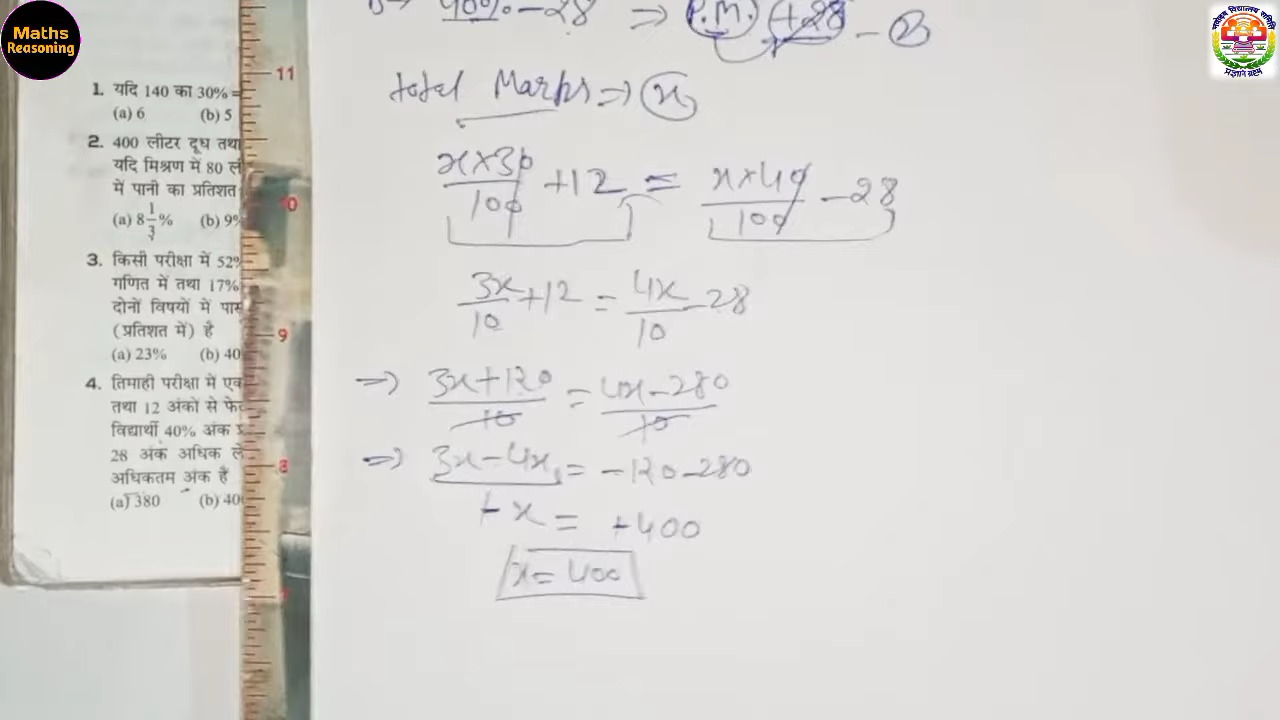 Maths
Reasoning
40% - 28 ⇒ P.M. +28 - ②
total Marks ⇒ x
x×30/100 + 12 = x×40/100 - 28
3x/10 + 12 = 4x/10 - 28
⇒ 3x+120/10 = 4x-280/10
⇒ 3x-4x = -120-280
+x = +400
x = 400
11
10
9
8
7
1. यदि 140 का 30% =
(a) 6 (b) 5
2. 400 लीटर दूध तथा
यदि मिश्रण में 80 ली
में पानी का प्रतिशत
(a) 8 1/3 % (b) 9%
3. किसी परीक्षा में 52%
गणित में तथा 17%
दोनों विषयों में पास
(प्रतिशत में) है
(a) 23% (b) 40
4. तिमाही परीक्षा में एक
तथा 12 अंकों से फे
विद्यार्थी 40% अंक
28 अंक अधिक ले
अधिकतम अंक है
(a) 380 (b) 40